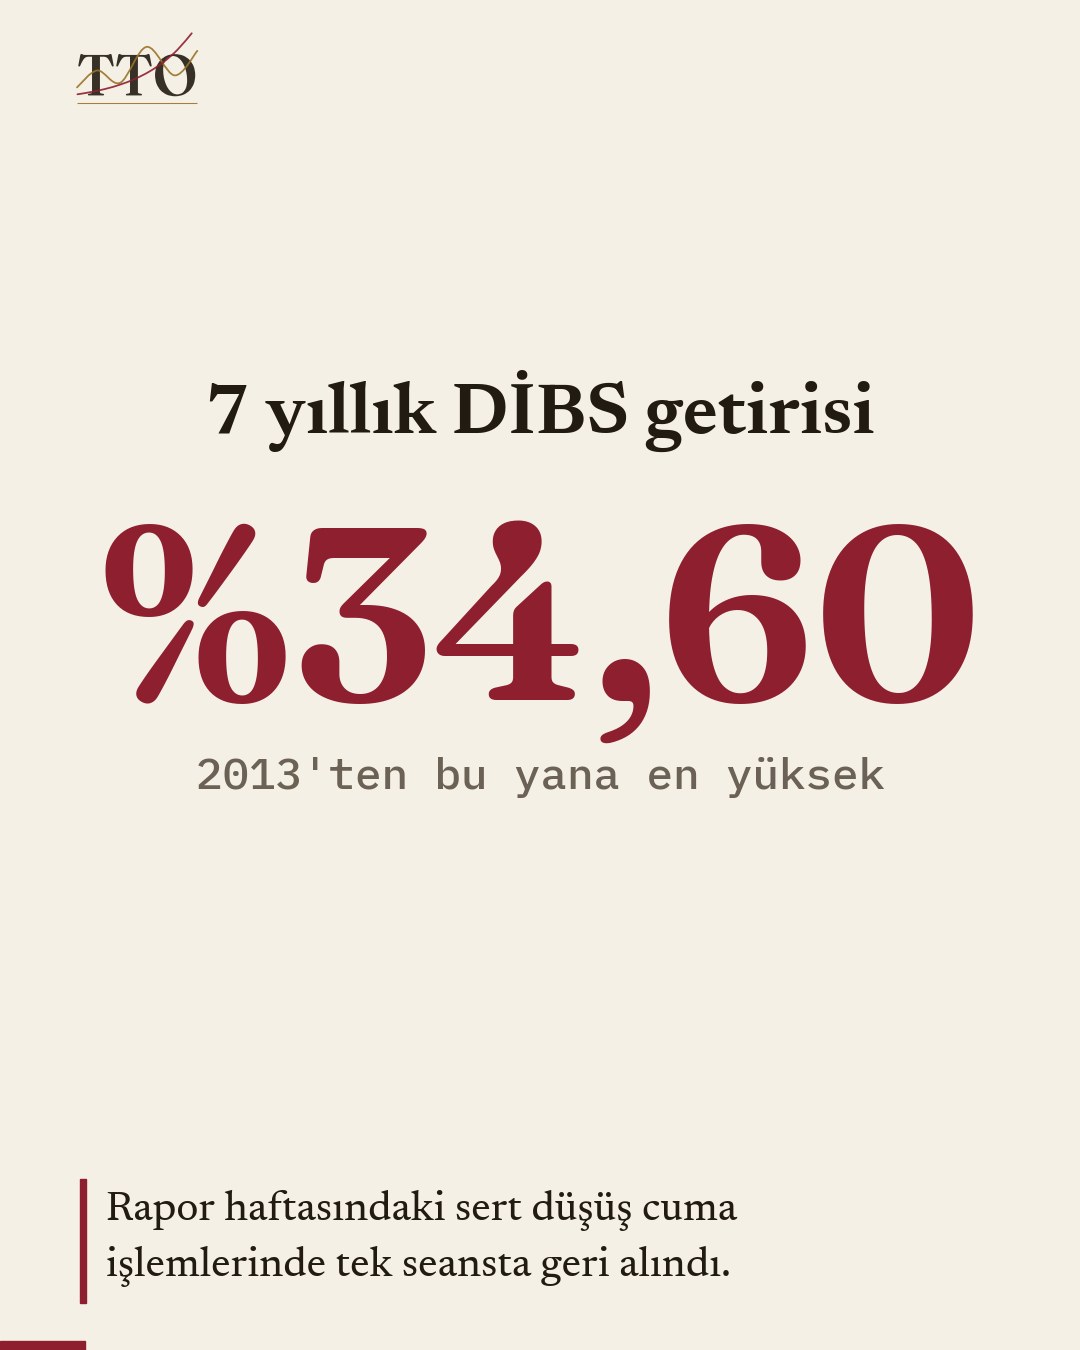 TTO
7 yıllık DİBS getirisi
%34,60
2013'ten bu yana en yüksek
Rapor haftasındaki sert düşüş cuma
işlemlerinde tek seansta geri alındı.